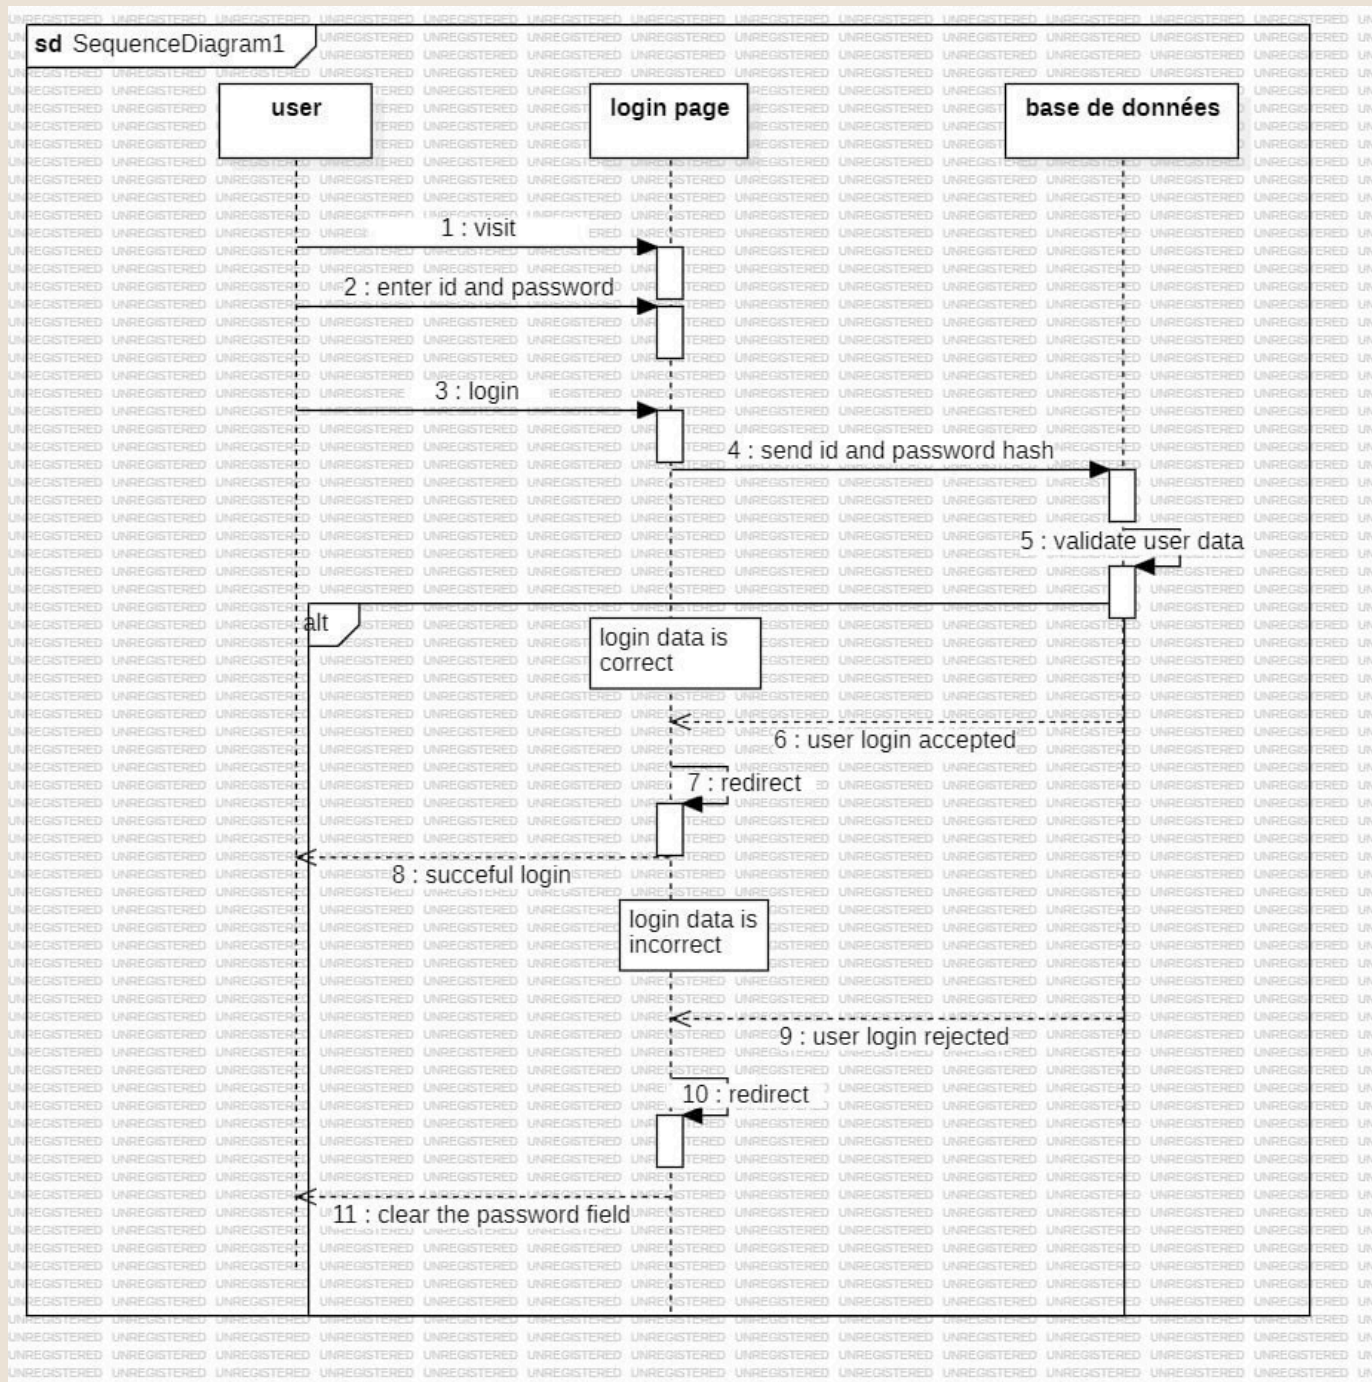 sd SequenceDiagram1
user
login page
base de données
1 : visit
2 : enter id and password
3 : login
4 : send id and password hash
5 : validate user data
alt
login data is
correct
6 : user login accepted
7 : redirect
8 : succeful login
login data is
incorrect
9 : user login rejected
10 : redirect
11 : clear the password field
UNREGISTERED